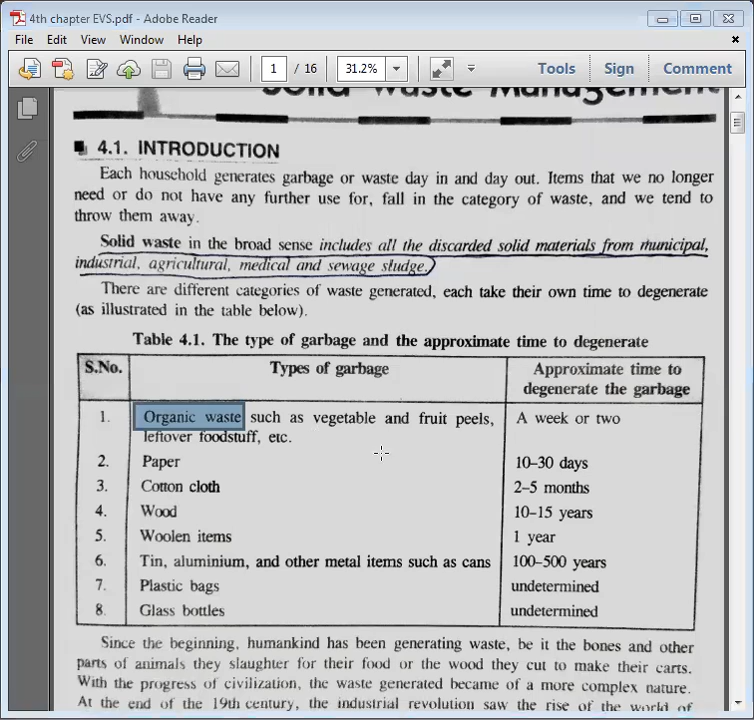 4th chapter EVS.pdf - Adobe Reader
File Edit View Window Help
1 / 16 31.2% Tools Sign Comment
Solid Waste Management
4.1. INTRODUCTION
Each household generates garbage or waste day in and day out. Items that we no longer
need or do not have any further use for, fall in the category of waste, and we tend to
throw them away.
Solid waste in the broad sense includes all the discarded solid materials from municipal,
industrial, agricultural, medical and sewage sludge.
There are different categories of waste generated, each take their own time to degenerate
(as illustrated in the table below).
Table 4.1. The type of garbage and the approximate time to degenerate
S.No. Types of garbage Approximate time to
degenerate the garbage
1. Organic waste such as vegetable and fruit peels, A week or two
leftover foodstuff, etc.
2. Paper 10–30 days
3. Cotton cloth 2–5 months
4. Wood 10–15 years
5. Woolen items 1 year
6. Tin, aluminium, and other metal items such as cans 100–500 years
7. Plastic bags undetermined
8. Glass bottles undetermined
Since the beginning, humankind has been generating waste, be it the bones and other
parts of animals they slaughter for their food or the wood they cut to make their carts.
With the progress of civilization, the waste generated became of a more complex nature.
At the end of the 19th century, the industrial revolution saw the rise of the world of